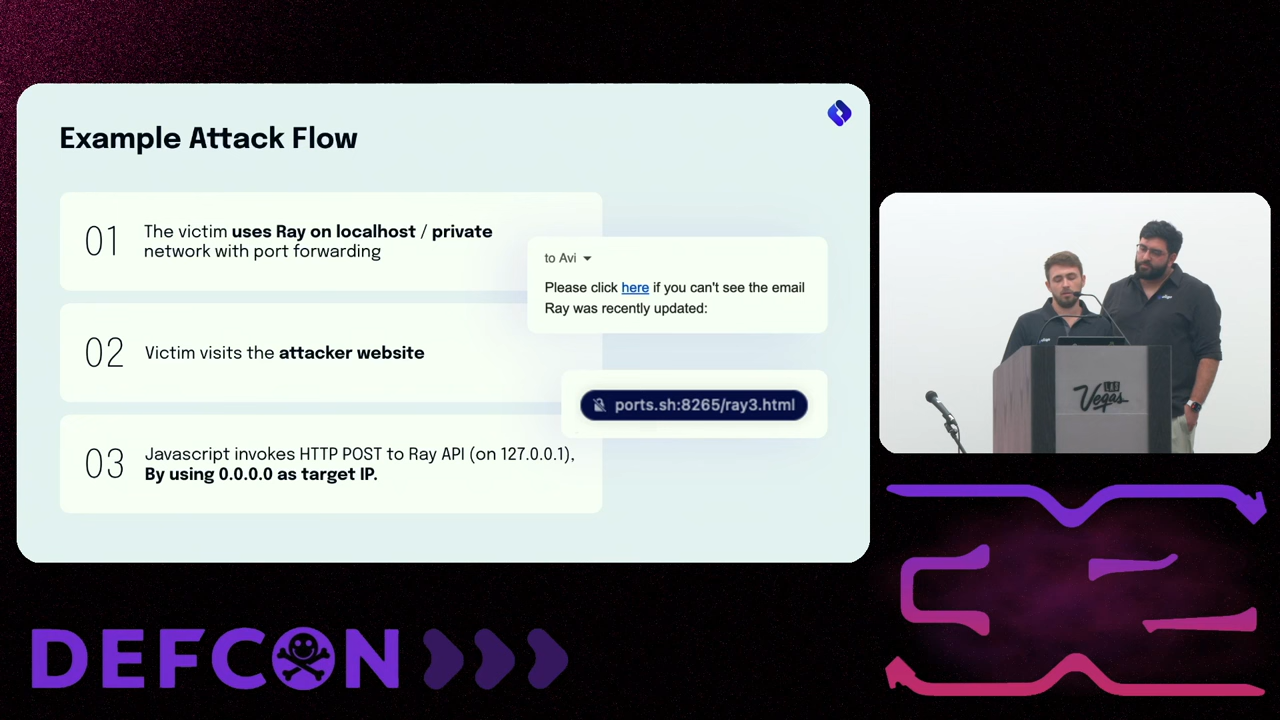 Example Attack Flow
01
The victim uses Ray on localhost / private
network with port forwarding
to Avi
Please click here if you can't see the email
Ray was recently updated:
02
Victim visits the attacker website
ports.sh:8265/ray3.html
03
Javascript invokes HTTP POST to Ray API (on 127.0.0.1),
By using 0.0.0.0 as target IP.
LAS
Vegas
DEFCON